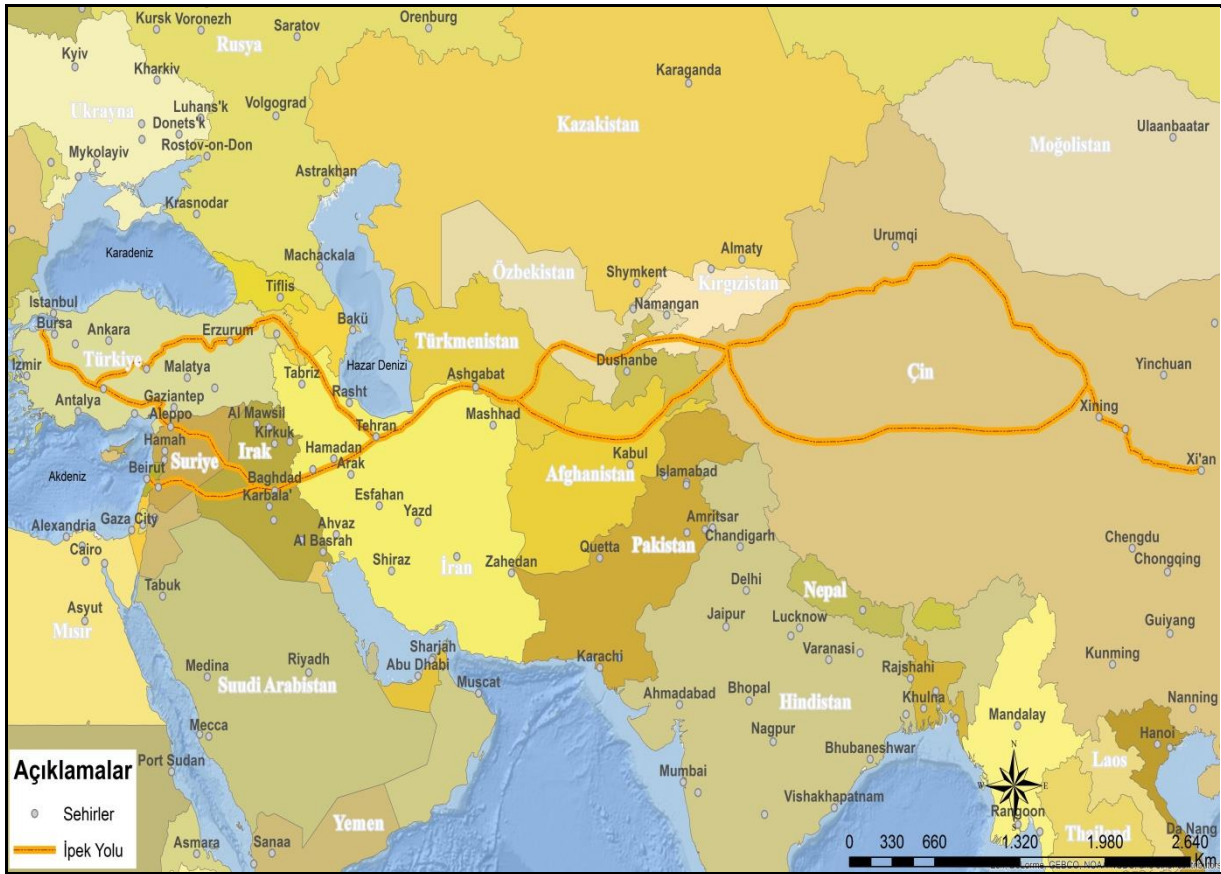 Kursk Voronezh
Saratov
Orenburg
Rusya
Kyiv
Kharkiv
Karaganda
Ukrayna
Luhans'k
Donets'k
Volgograd
Kazakistan
Ulaanbaatar
Moğolistan
Mykolayiv
Rostov-on-Don
Astrakhan
Krasnodar
Karadeniz
Machackala
Urumqi
Almaty
Özbekistan
Shymkent
Kırgızistan
Tiflis
Namangan
Istanbul
Bursa
Ankara
Erzurum
Bakü
Türkmenistan
Türkiye
Hazar Denizi
Dushanbe
Çin
Yinchuan
Izmir
Malatya
Tabriz
Rasht
Ashgabat
Antalya
Gaziantep
Aleppo
Al Mawsil
Mashhad
Xining
Kirkuk
Tehran
Hamah
Irak
Hamadan
Kabul
Suriye
Arak
Afghanistan
Islamabad
Xi'an
Akdeniz
Beirut
Baghdad
Karbala'
Esfahan
Yazd
Alexandria
Gaza City
Ahvaz
Amritsar
Cairo
Al Basrah
Quetta
Pakistan
Chandigarh
Chengdu
Chongqing
Shiraz
İran
Zahedan
Tabuk
Delhi
Nepal
Asyut
Jaipur
Lucknow
Guiyang
Mısır
Sharjah
Varanasi
Medina
Riyadh
Abu Dhabi
Karachi
Rajshahi
Kunming
Suudi Arabistan
Muscat
Ahmadabad
Bhopal
Hindistan
Khulna
Nanning
Mecca
Nagpur
Mandalay
Hanoi
Bhubaneshwar
Laos
Açıklamalar
Port Sudan
Mumbai
N
W
E
S
Sehirler
Vishakhapatnam
Rangoon
Yemen
Thailand
Da Nang
İpek Yolu
Asmara
Sanaa
0 330 660 1.320 1.980 2.640
Km